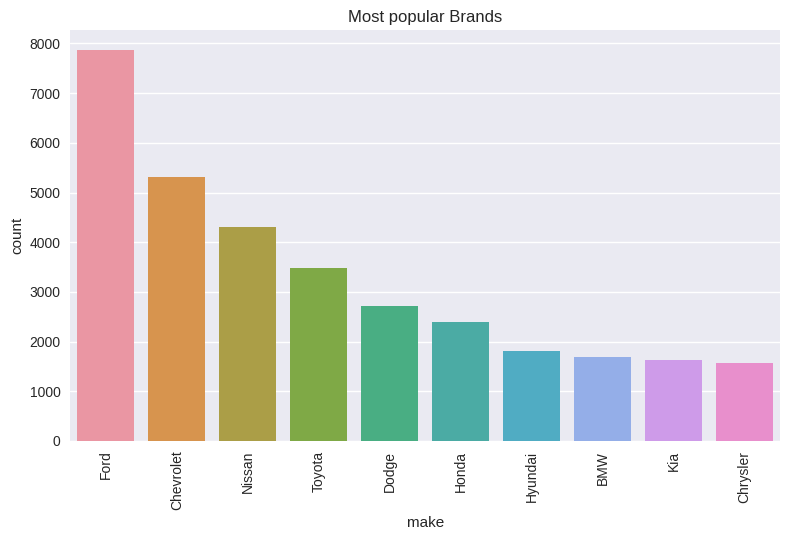 Most popular Brands
8000
7000
6000
5000
4000
3000
2000
1000
0
count
Ford
Chevrolet
Nissan
Toyota
Dodge
Honda
Hyundai
BMW
Kia
Chrysler
make